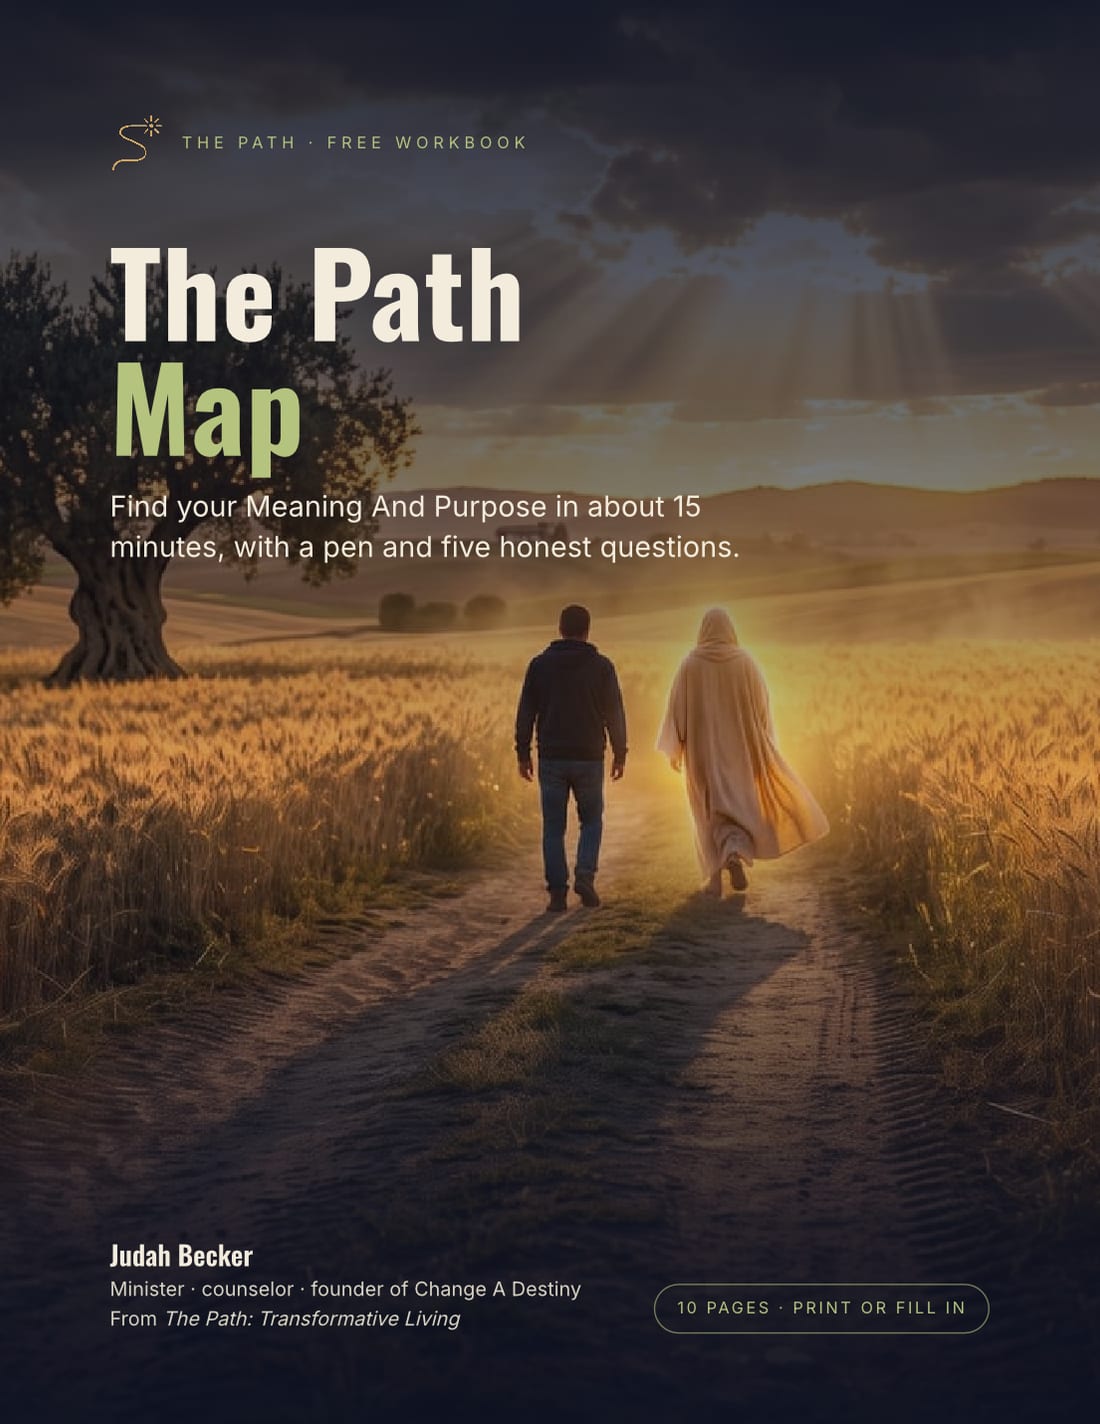 THE PATH · FREE WORKBOOK
The Path
Map
Find your Meaning And Purpose in about 15
minutes, with a pen and five honest questions.
Judah Becker
Minister · counselor · founder of Change A Destiny
From The Path: Transformative Living
10 PAGES · PRINT OR FILL IN